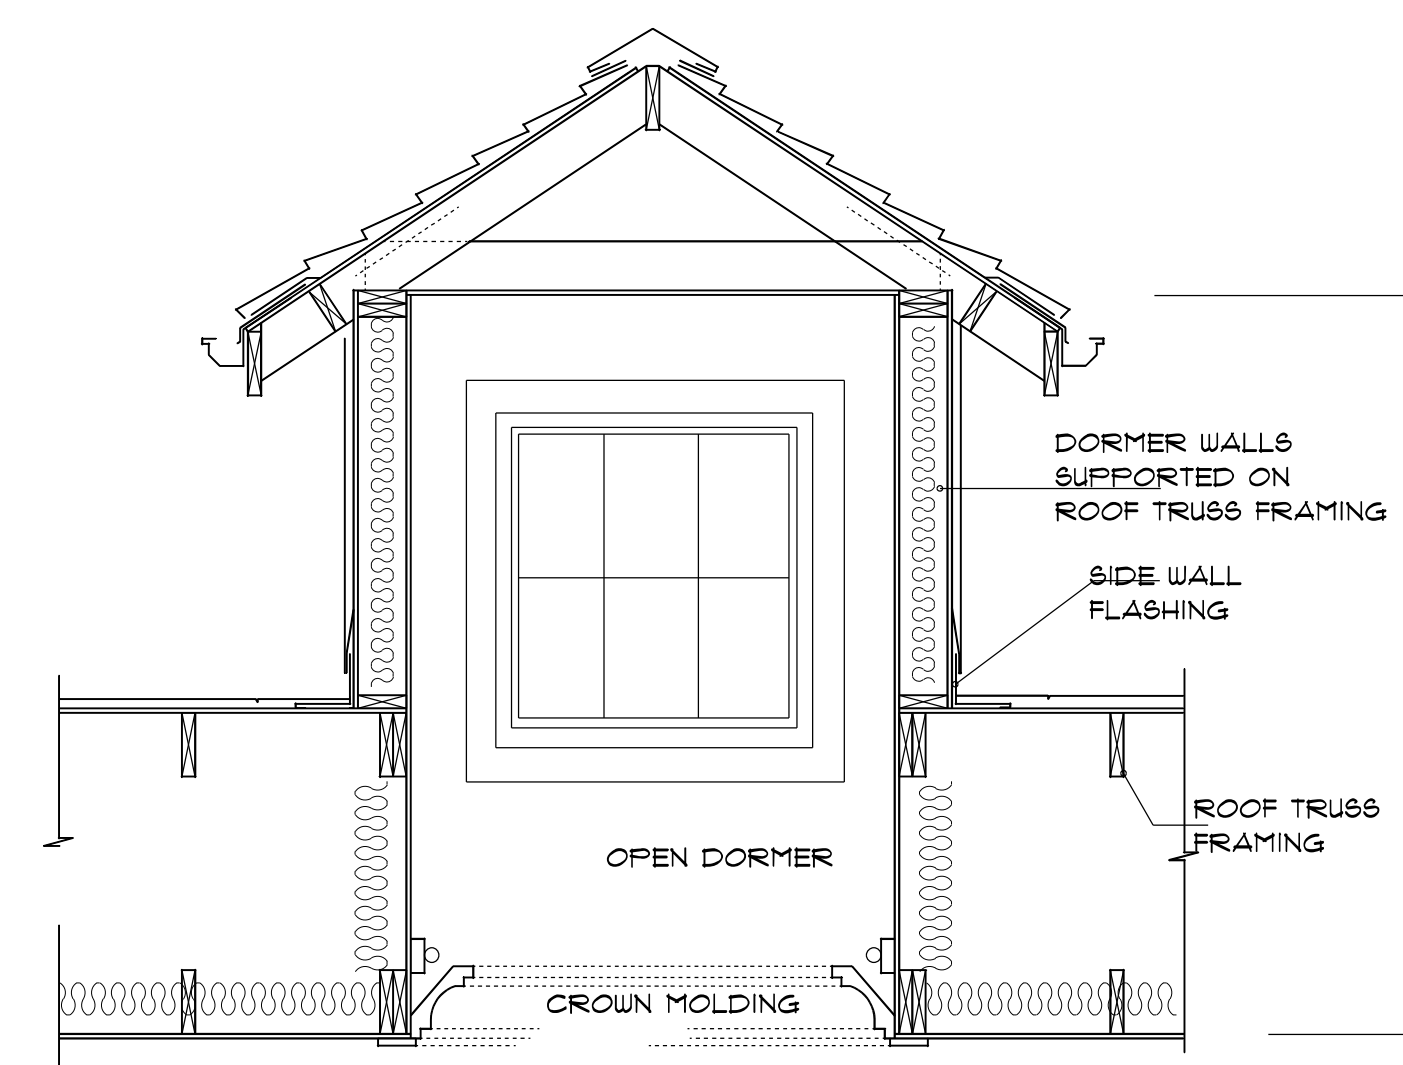 DORMER WALLS
SUPPORTED ON
ROOF TRUSS FRAMING
SIDE WALL
FLASHING
ROOF TRUSS
FRAMING
OPEN DORMER
CROWN MOLDING